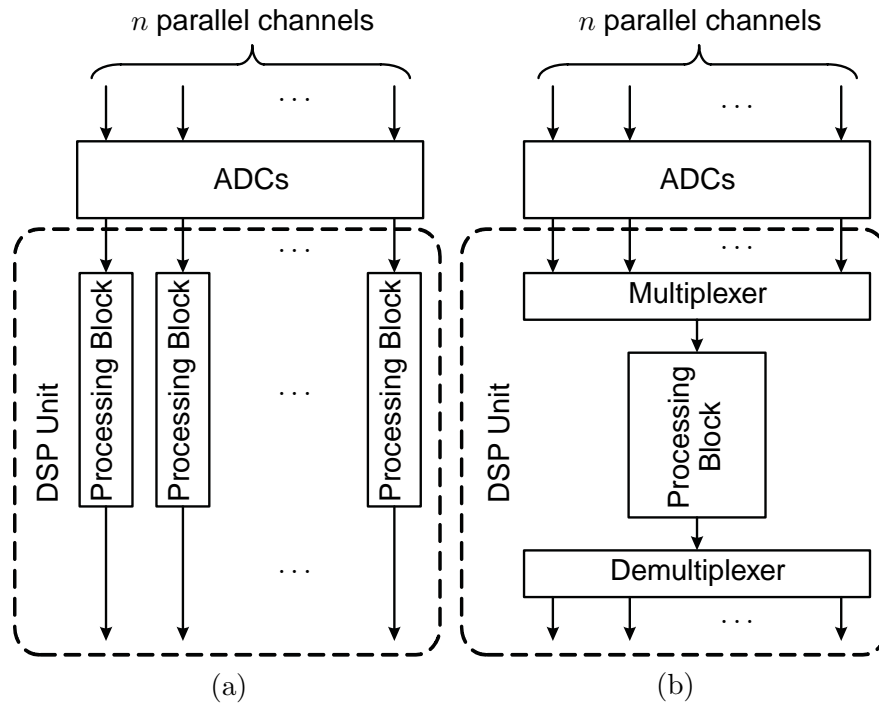 n parallel channels
. . .
ADCs
. . .
Processing Block
Processing Block
. . .
Processing Block
DSP Unit
. . .
(a)
n parallel channels
. . .
ADCs
. . .
Multiplexer
Processing
Block
DSP Unit
Demultiplexer
. . .
(b)